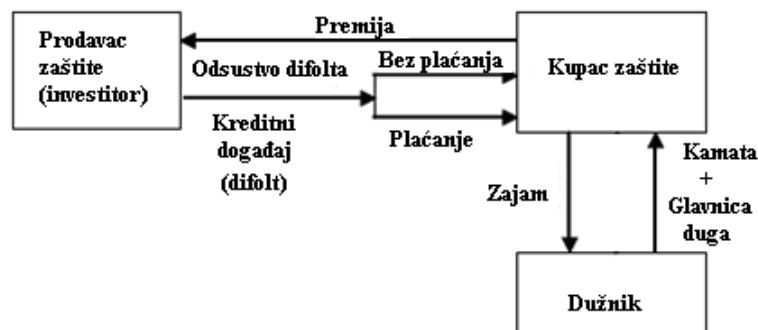 Prodavac
zaštite
(investitor)
Premija
Odsustvo difolta
Bez plaćanja
Kreditni
događaj
(difolt)
Plaćanje
Kupac zaštite
Zajam
Kamata
+
Glavnica
duga
Dužnik